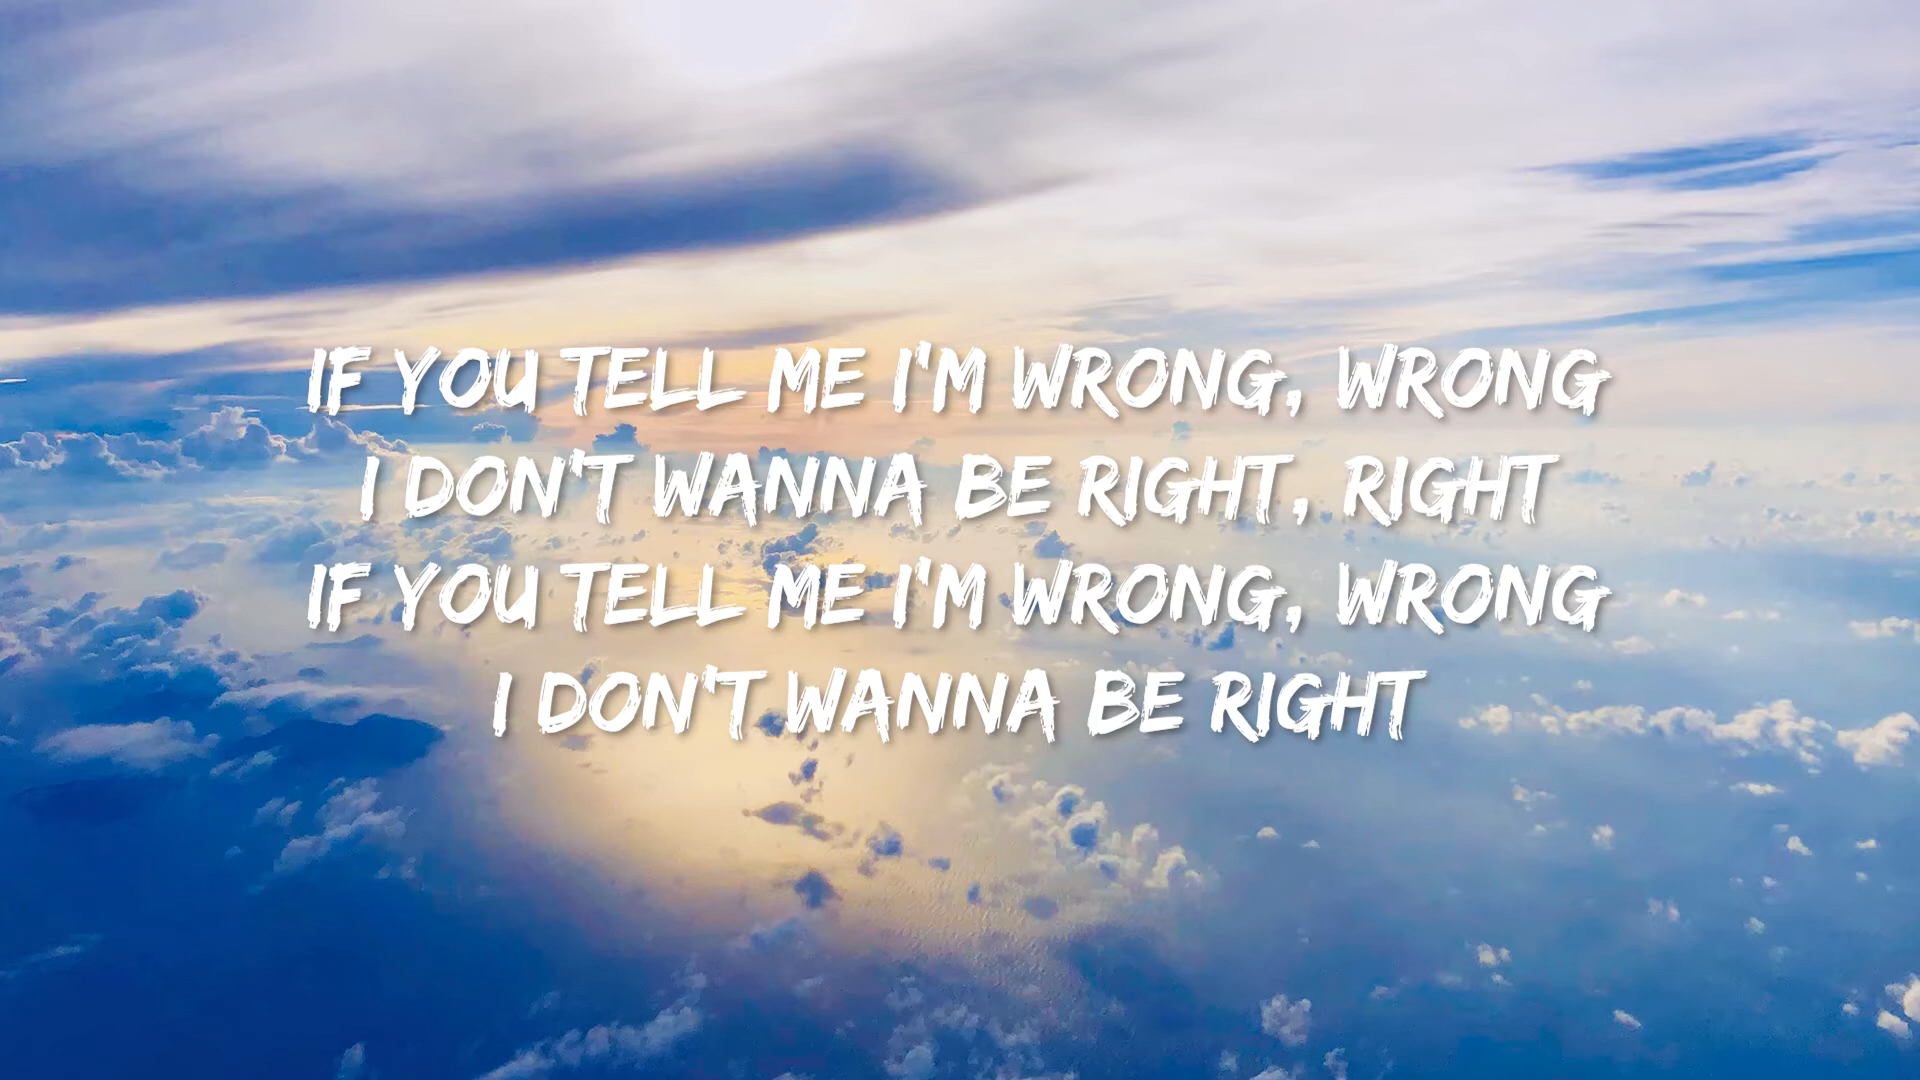 IF YOU TELL ME I'M WRONG, WRONG
I DON'T WANNA BE RIGHT, RIGHT
IF YOU TELL ME I'M WRONG, WRONG
I DON'T WANNA BE RIGHT